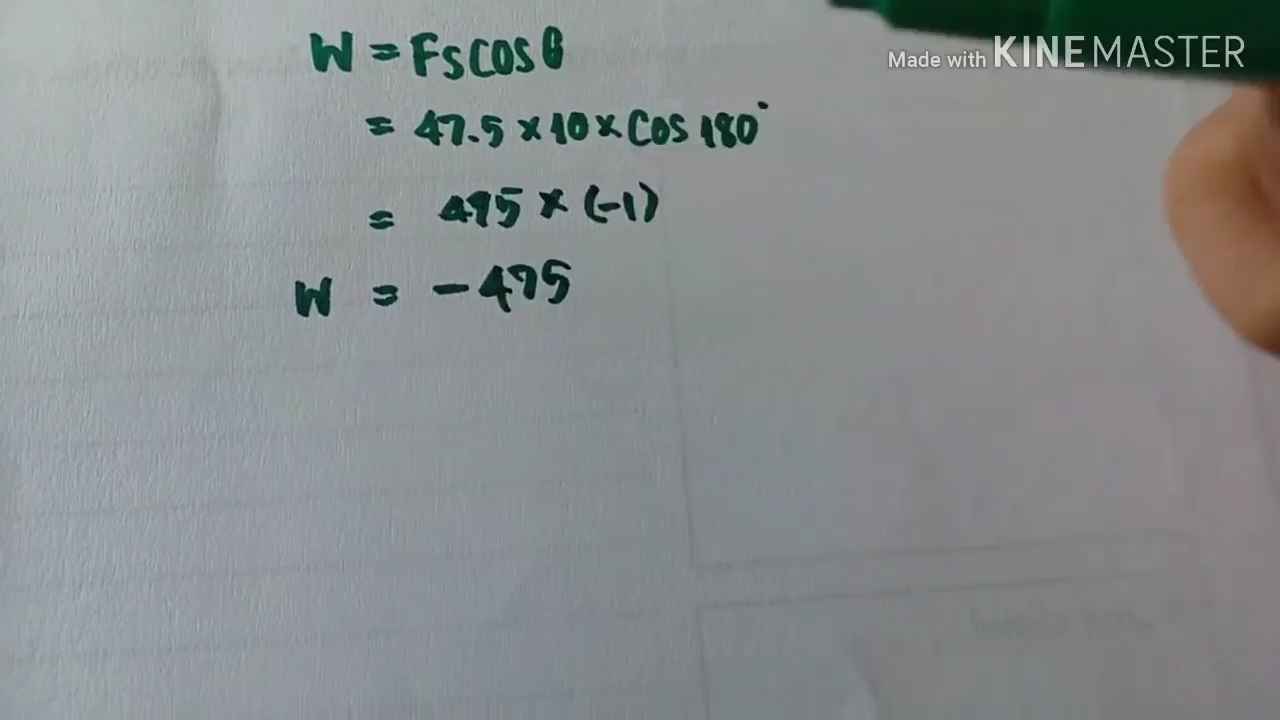 W = Fs cos θ
Made with KINEMASTER
= 47.5 × 10 × cos 180°
= 475 × (-1)
W = -475